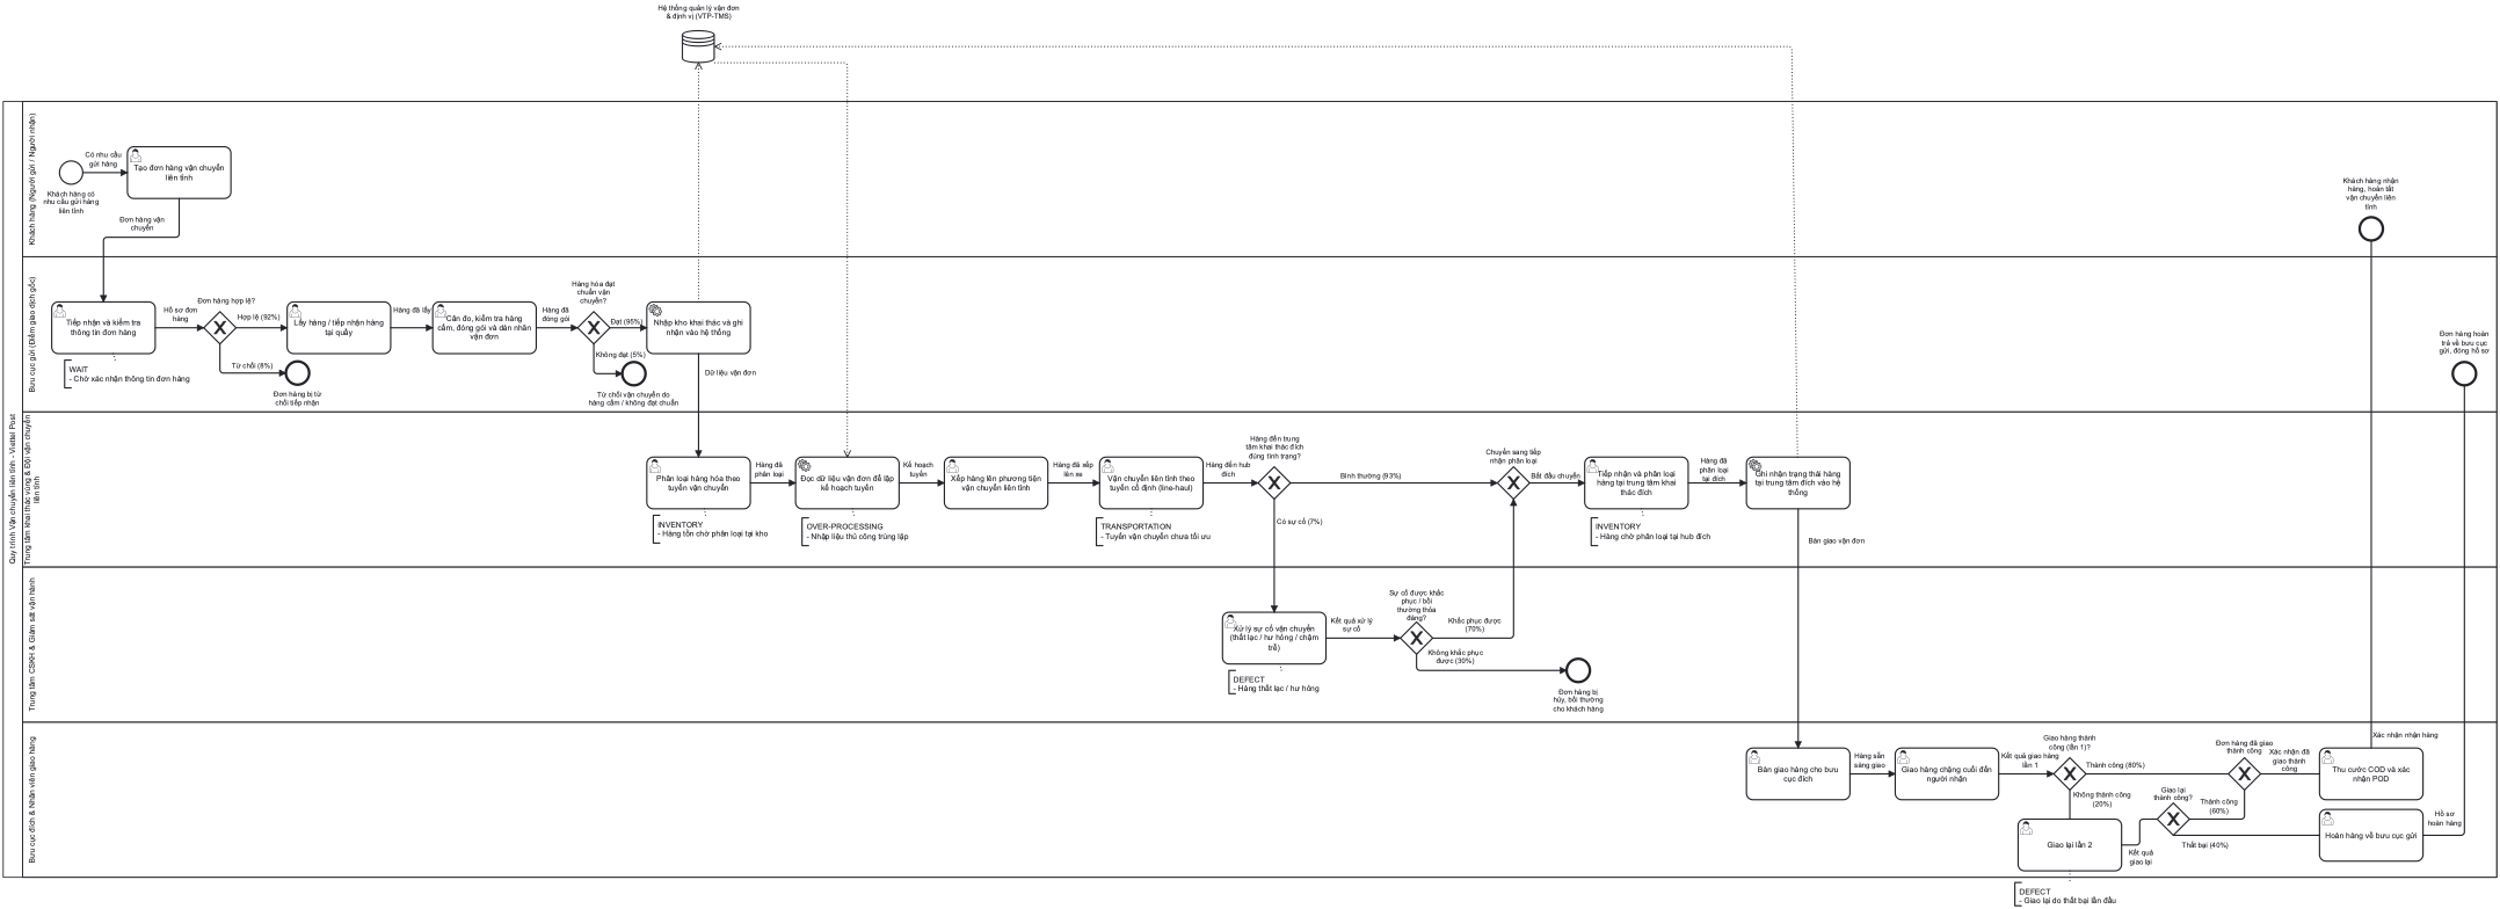 Hệ thống quản lý vận đơn
& định vị (VTP-TMS)
Quy trình Vận chuyển liên tỉnh - Viettel Post
Khách hàng (Người gửi / Người nhận)
Có nhu cầu
gửi hàng
Khách hàng có
nhu cầu gửi hàng
liên tỉnh
Tạo đơn hàng vận chuyển
liên tỉnh
Đơn hàng vận
chuyển
Khách hàng nhận
hàng, hoàn tất
vận chuyển liên
tỉnh
Bưu cục gửi (Điểm giao dịch gốc)
Tiếp nhận và kiểm tra
thông tin đơn hàng
WAIT
- Chờ xác nhận thông tin đơn hàng
Hồ sơ đơn
hàng
Đơn hàng hợp lệ?
Hợp lệ (92%)
Từ chối (8%)
Đơn hàng bị từ
chối tiếp nhận
Lấy hàng / tiếp nhận hàng
tại quầy
Hàng đã lấy
Cân đo, kiểm tra hàng
cấm, đóng gói và dán nhãn
vận đơn
Hàng đã
đóng gói
Hàng hóa đạt
chuẩn vận
chuyển?
Đạt (95%)
Không đạt (5%)
Từ chối vận chuyển do
hàng cấm / không đạt chuẩn
Nhập kho khai thác và ghi
nhận vào hệ thống
Dữ liệu vận đơn
Đơn hàng hoàn
trả về bưu cục
gửi, đóng hồ sơ
Trung tâm khai thác vùng & Đội vận chuyển
liên tỉnh
Phân loại hàng hóa theo
tuyến vận chuyển
INVENTORY
- Hàng tồn chờ phân loại tại kho
Hàng đã
phân loại
Đọc dữ liệu vận đơn để lập
kế hoạch tuyến
OVER-PROCESSING
- Nhập liệu thủ công trùng lặp
Kế hoạch
tuyến
Xếp hàng lên phương tiện
vận chuyển liên tỉnh
Hàng đã xếp
lên xe
Vận chuyển liên tỉnh theo
tuyến cố định (line-haul)
TRANSPORTATION
- Tuyến vận chuyển chưa tối ưu
Hàng đến hub
đích
Hàng đến trung
tâm khai thác đích
đúng tình trạng?
Bình thường (93%)
Có sự cố (7%)
Chuyển sang tiếp
nhận phân loại
Bắt đầu chuyển
Tiếp nhận và phân loại
hàng tại trung tâm khai
thác đích
INVENTORY
- Hàng chờ phân loại tại hub đích
Hàng đã
phân loại
tại đích
Ghi nhận trạng thái hàng
tại trung tâm đích vào hệ
thống
Bàn giao vận đơn
Trung tâm CSKH & Giám sát vận hành
Xử lý sự cố vận chuyển
(thất lạc / hư hỏng / chậm
trễ)
DEFECT
- Hàng thất lạc / hư hỏng
Kết quả xử lý
sự cố
Sự cố được khắc
phục / bồi
thường thỏa
đáng?
Khắc phục được
(70%)
Không khắc phục
được (30%)
Đơn hàng bị
hủy, bồi thường
cho khách hàng
Bưu cục đích & Nhân viên giao hàng
Bàn giao hàng cho bưu
cục đích
Hàng sẵn
sàng giao
Giao hàng chặng cuối đến
người nhận
Kết quả giao hàng
lần 1
Giao hàng thành
công (lần 1)?
Thành công (80%)
Không thành công
(20%)
Giao lại lần 2
DEFECT
- Giao lại do thất bại lần đầu
Kết quả
giao lại
Giao lại
thành công?
Thành công
(60%)
Thất bại (40%)
Đơn hàng đã giao
thành công
Xác nhận đã
giao thành
công
Thu cước COD và xác
nhận POD
Xác nhận nhận hàng
Hoàn hàng về bưu cục gửi
Hồ sơ
hoàn hàng